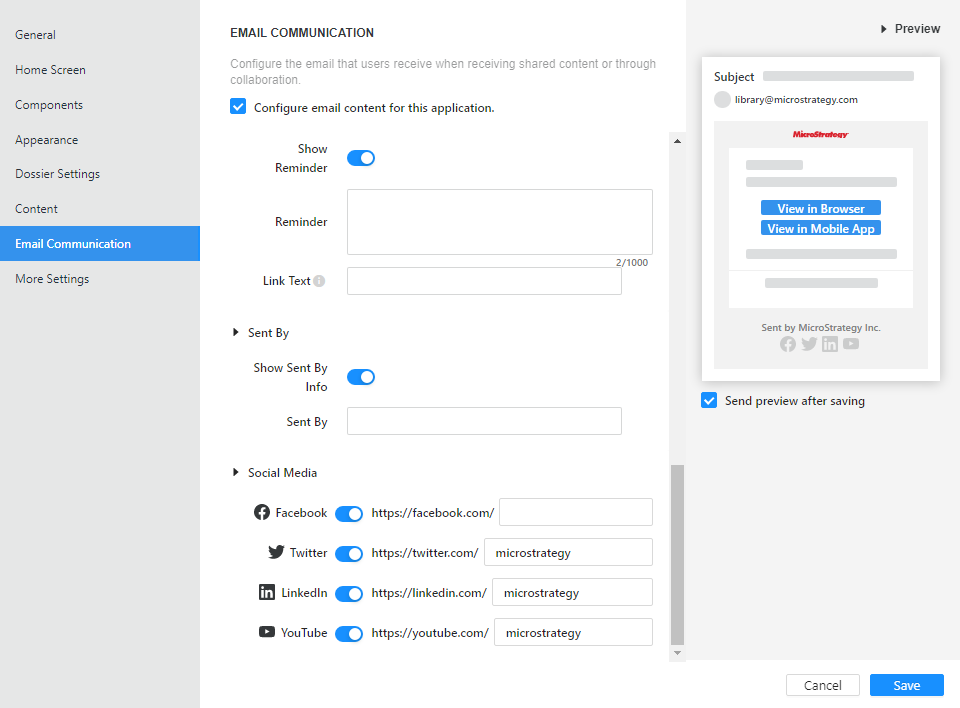 General
Home Screen
Components
Appearance
Dossier Settings
Content
Email Communication
More Settings
EMAIL COMMUNICATION
Configure the email that users receive when receiving shared content or through
collaboration.
Configure email content for this application.
Show
Reminder
Reminder
2/1000
Link Text
Sent By
Show Sent By
Info
Sent By
Social Media
Facebook https://facebook.com/
Twitter https://twitter.com/ microstrategy
LinkedIn https://linkedin.com/ microstrategy
YouTube https://youtube.com/ microstrategy
Preview
Subject
library@microstrategy.com
MicroStrategy
View in Browser
View in Mobile App
Sent by MicroStrategy Inc.
Send preview after saving
Cancel Save